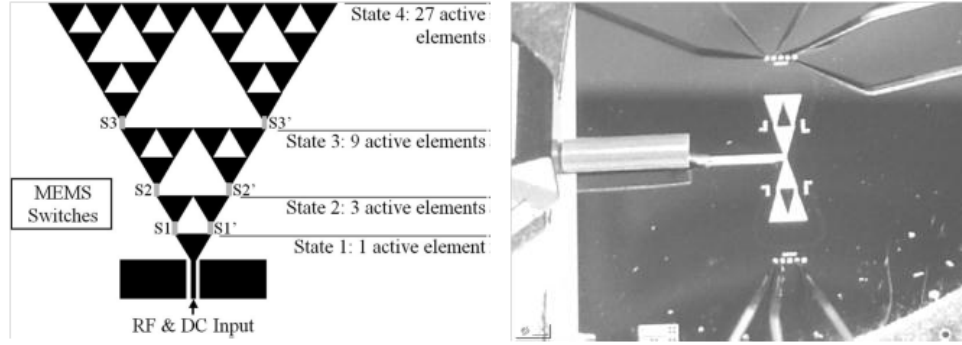 State 4: 27 active
elements
S3
S3'
State 3: 9 active elements
S2
S2'
MEMS
Switches
State 2: 3 active elements
S1
S1'
State 1: 1 active element
RF & DC Input